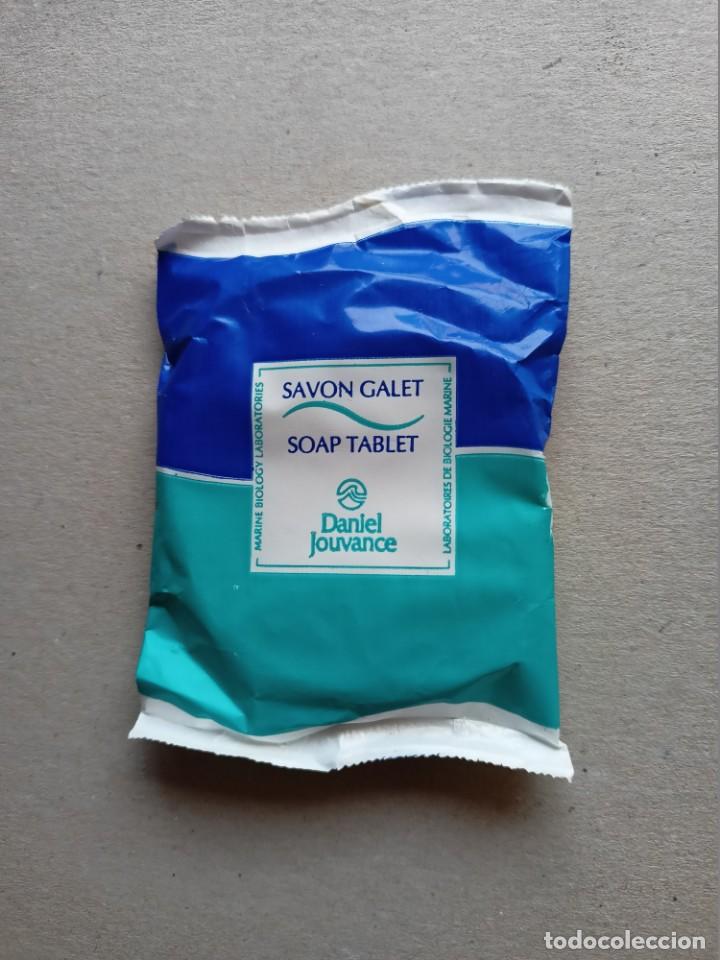 SAVON GALET
SOAP TABLET
Daniel
Jouvance
MARINE BIOLOGY LABORATORIES
LABORATOIRES DE BIOLOGIE MARINE
todocoleccion